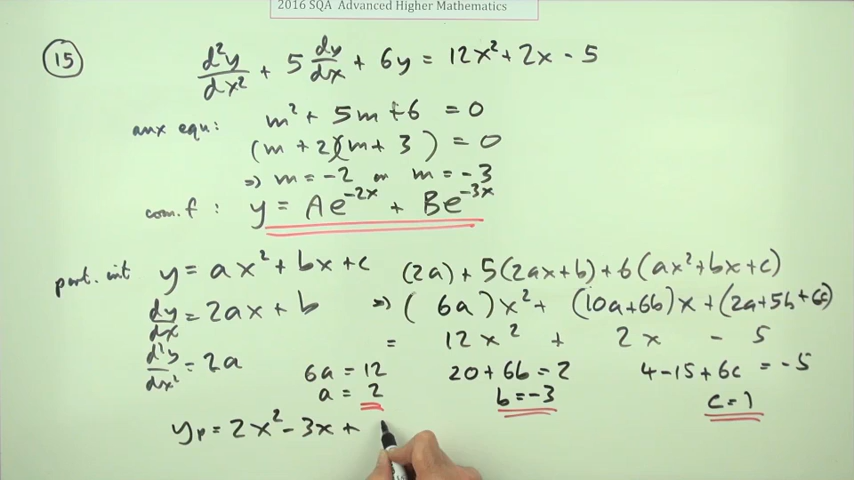 2016 SQA Advanced Higher Mathematics
15 d²y/dx² + 5 dy/dx + 6y = 12x² + 2x - 5
aux equ: m² + 5m + 6 = 0
(m + 2)(m + 3) = 0
⇒ m = -2 or m = -3
com.f : y = Ae^-2x + Be^-3x
part. int y = ax² + bx + c (2a) + 5(2ax+b) + 6(ax²+bx+c)
dy/dx = 2ax + b ⇒ (6a)x² + (10a+6b)x + (2a+5b+6c)
= 12x² + 2x - 5
d²y/dx² = 2a 6a = 12 20 + 6b = 2 4 - 15 + 6c = -5
a = 2 b = -3 c = 1
yp = 2x² - 3x +